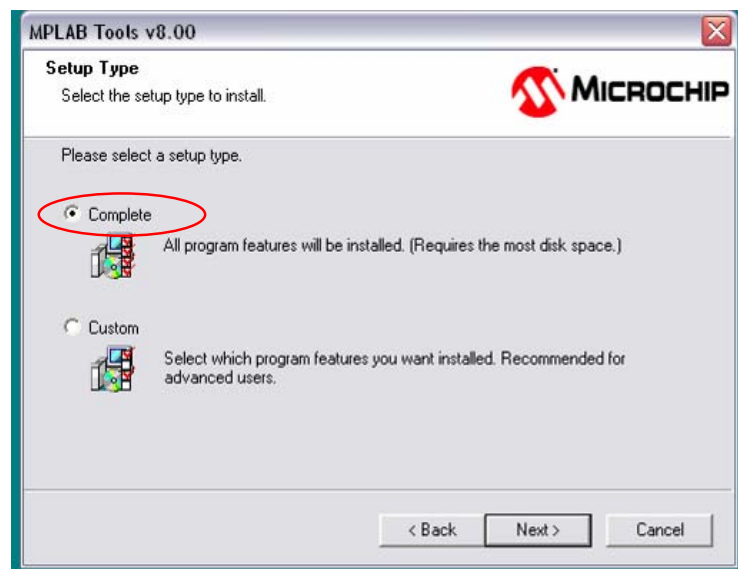 MPLAB Tools v8.00
Setup Type
Select the setup type to install.
MICROCHIP
Please select a setup type.
Complete
All program features will be installed. (Requires the most disk space.)
Custom
Select which program features you want installed. Recommended for
advanced users.
< Back
Next >
Cancel